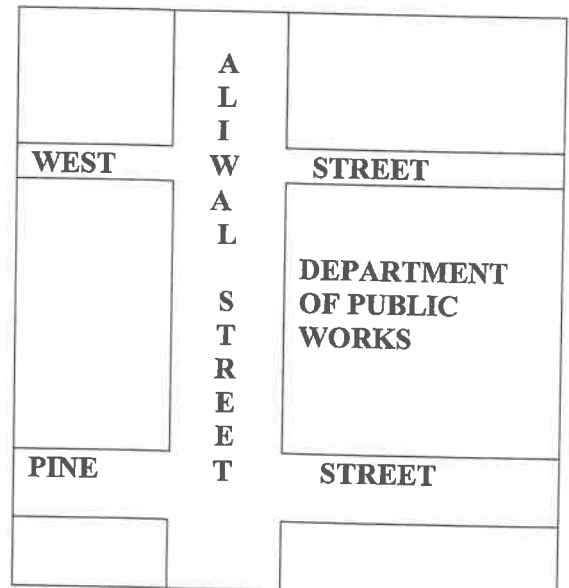 ALIWAL STREET
WEST STREET
DEPARTMENT
OF PUBLIC
WORKS
PINE STREET